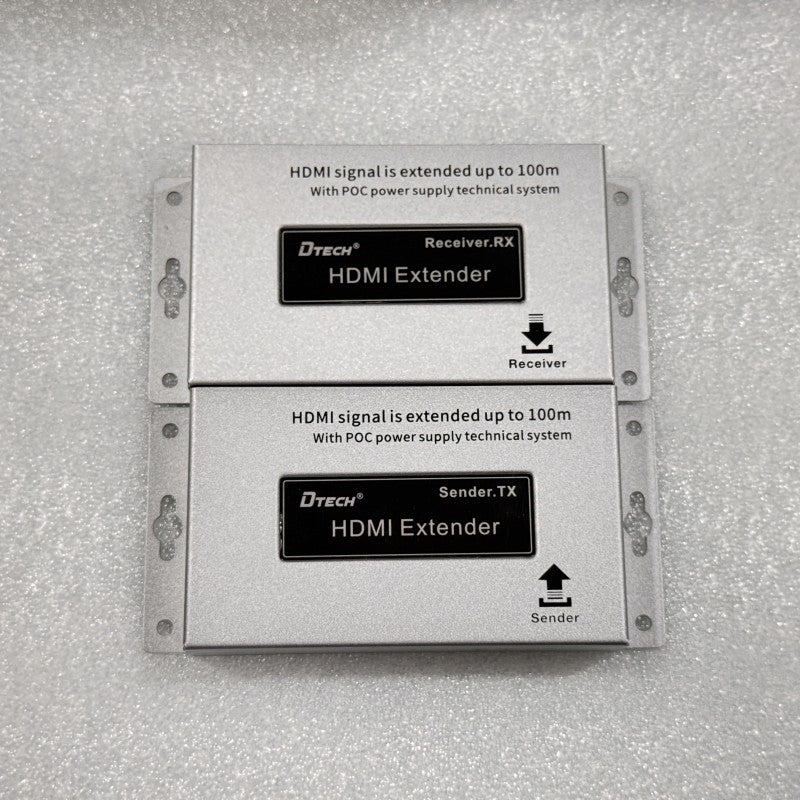 HDMI signal is extended up to 100m
With POC power supply technical system
DTECH® Receiver.RX
HDMI Extender
Receiver
HDMI signal is extended up to 100m
With POC power supply technical system
DTECH® Sender.TX
HDMI Extender
Sender